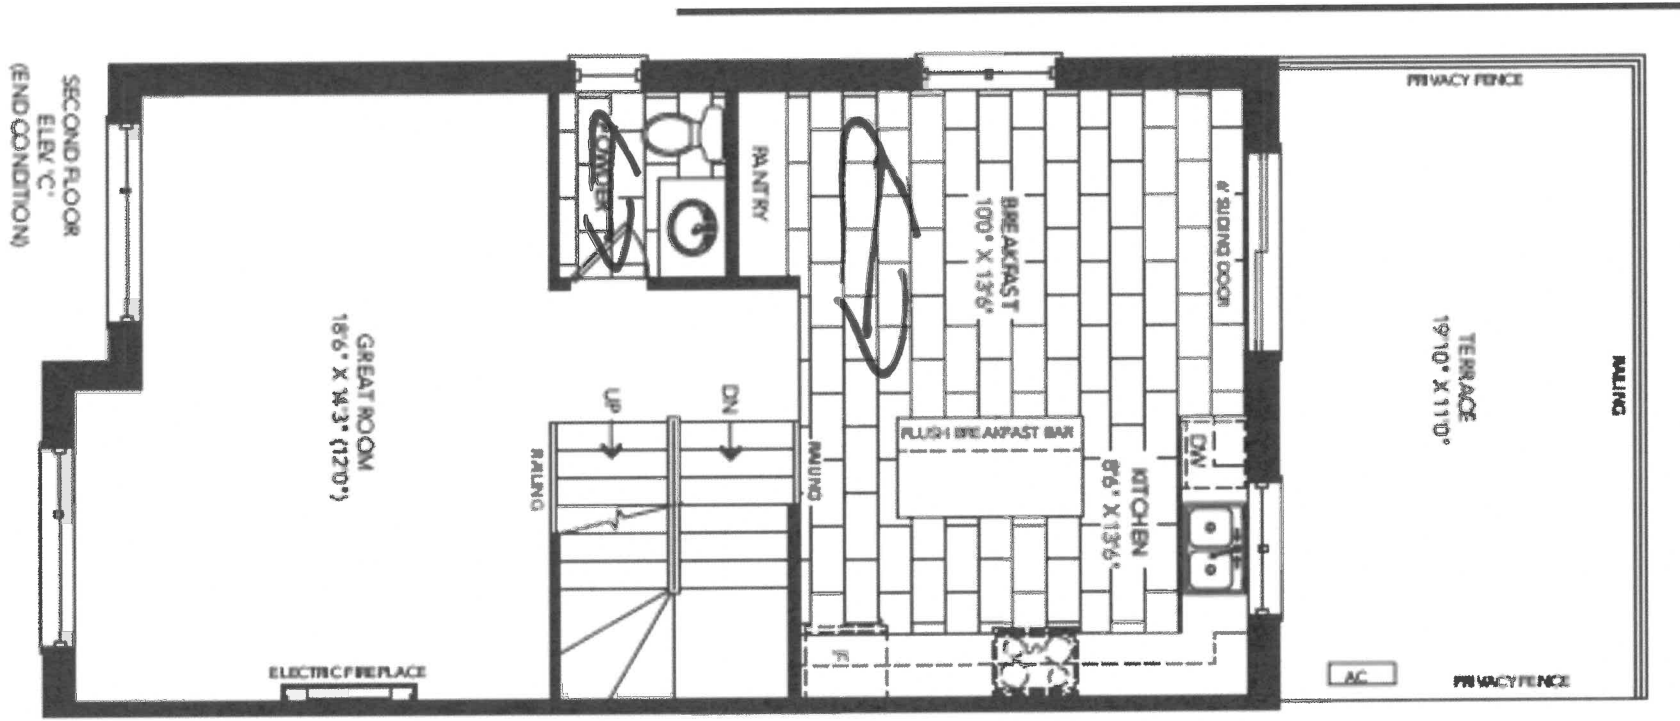 SECOND FLOOR
ELEV 'C'
(END CONDITION)
GREAT ROOM
18'6" X 14'3" (12'0")
ELECTRIC FIREPLACE
POWDER
PANTRY
UP
DN
RAILING
RAILING
BREAKFAST
10'0" X 13'6"
FLUSH BREAKFAST BAR
KITCHEN
8'6" X 13'6"
6' SLIDING DOOR
DW
F
PRIVACY FENCE
TERRACE
19'10" X 11'0"
RAILING
AC
PRIVACY FENCE